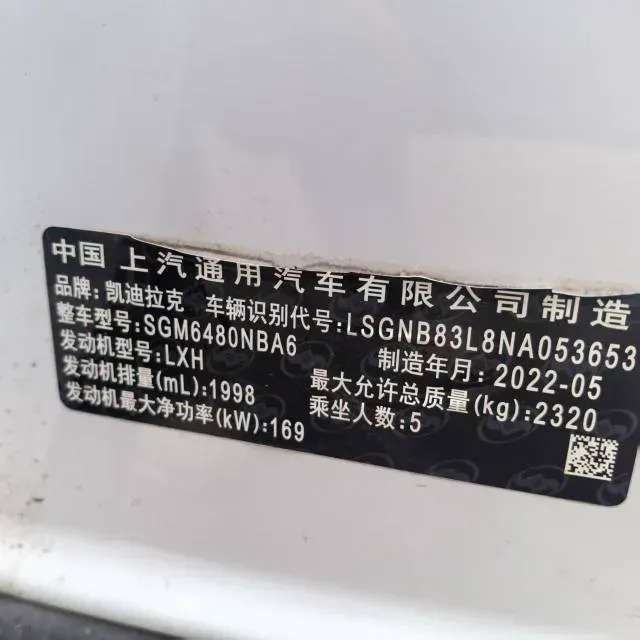 中国 上汽通用汽车有限公司制造
品牌:凯迪拉克 车辆识别代号:LSGNB83L8NA053653
整车型号:SGM6480NBA6 制造年月:2022-05
发动机型号:LXH 最大允许总质量(kg):2320
发动机排量(mL):1998 乘坐人数:5
发动机最大净功率(kW):169